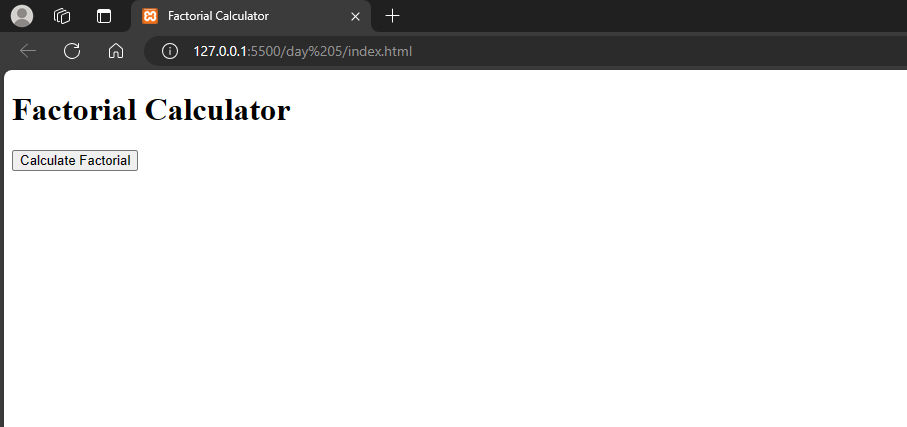 Factorial Calculator
127.0.0.1:5500/day%205/index.html
Factorial Calculator
Calculate Factorial